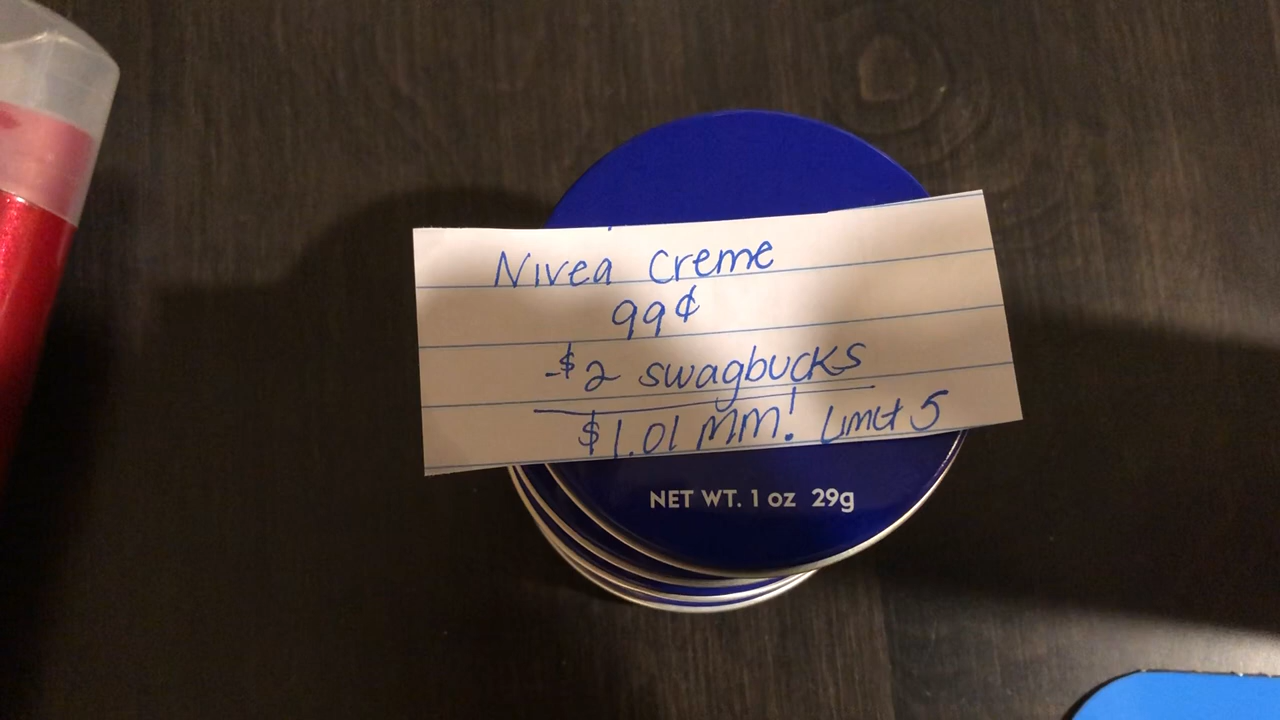 Nivea Creme
99¢
-$2 swagbucks
$1.01 MM! Limit 5
NET WT. 1 oz 29g